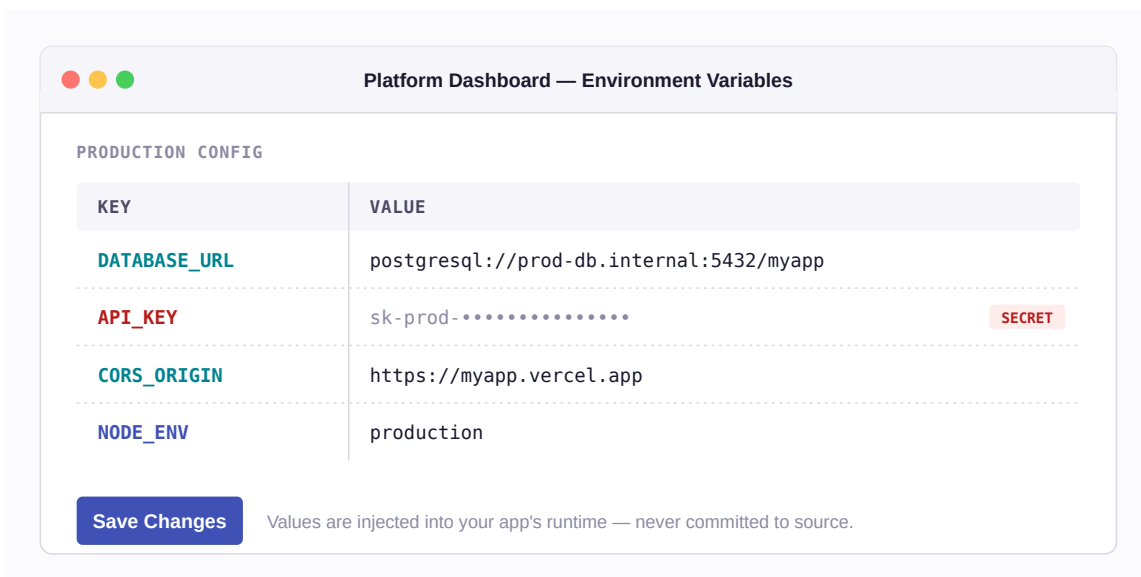 Platform Dashboard — Environment Variables
PRODUCTION CONFIG
KEY VALUE
DATABASE_URL postgresql://prod-db.internal:5432/myapp
API_KEY sk-prod-••••••••••••••• SECRET
CORS_ORIGIN https://myapp.vercel.app
NODE_ENV production
Save Changes Values are injected into your app's runtime — never committed to source.